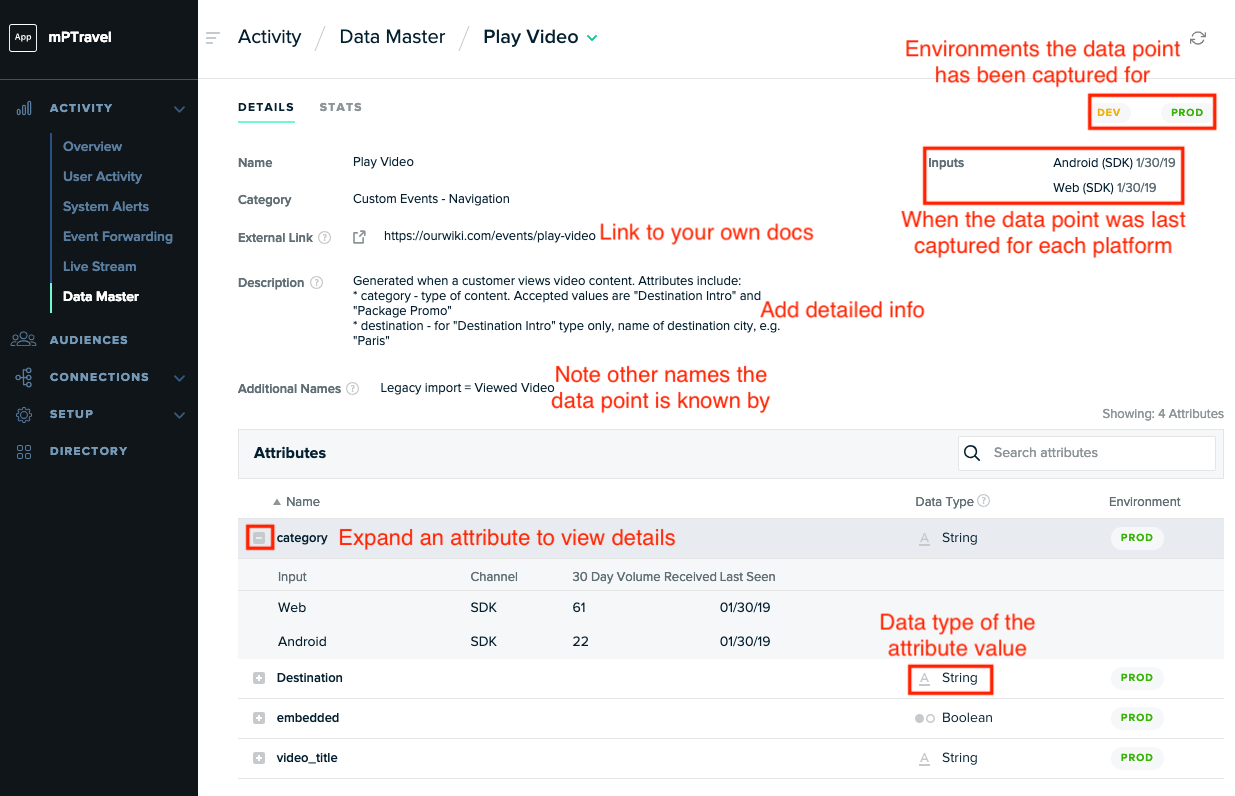 App mPTravel
Activity / Data Master / Play Video
Environments the data point
has been captured for
ACTIVITY
Overview
User Activity
System Alerts
Event Forwarding
Live Stream
Data Master
AUDIENCES
CONNECTIONS
SETUP
DIRECTORY
DETAILS STATS
DEV PROD
Name Play Video
Inputs Android (SDK) 1/30/19
Web (SDK) 1/30/19
When the data point was last
captured for each platform
Category Custom Events - Navigation
External Link ? https://ourwiki.com/events/play-video Link to your own docs
Description ? Generated when a customer views video content. Attributes include:
* category - type of content. Accepted values are "Destination Intro" and
"Package Promo"
* destination - for "Destination Intro" type only, name of destination city, e.g.
"Paris"
Add detailed info
Additional Names ? Legacy import = Viewed Video
Note other names the
data point is known by
Showing: 4 Attributes
Attributes Search attributes
Name Data Type ? Environment
category Expand an attribute to view details A String PROD
Input Channel 30 Day Volume Received Last Seen
Web SDK 61 01/30/19
Android SDK 22 01/30/19
Data type of the
attribute value
Destination A String PROD
embedded Boolean PROD
video_title A String PROD